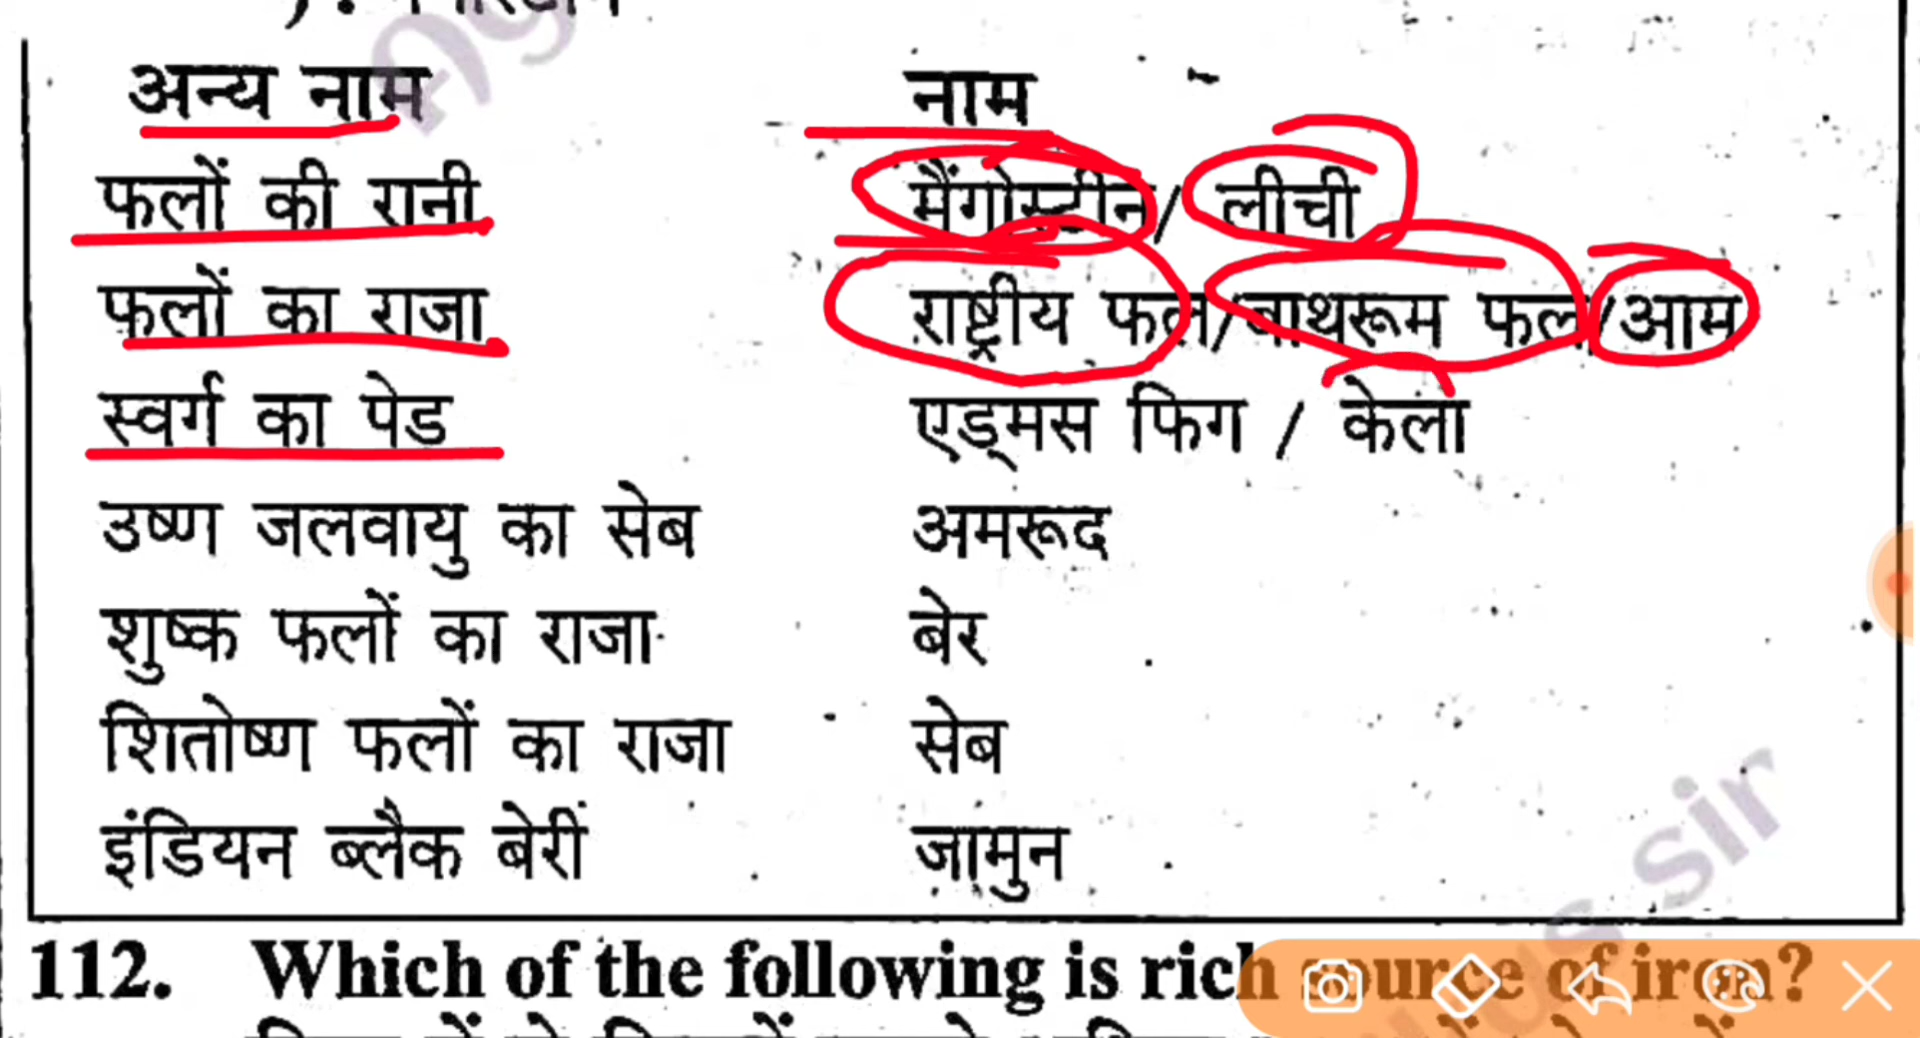 अन्य नाम नाम
फलों की रानी मैंगोस्टीन/ लीची
फलों का राजा राष्ट्रीय फल/बाथरूम फल/आम
स्वर्ग का पेड एड्मस फिग / केला
उष्ण जलवायु का सेब अमरूद
शुष्क फलों का राजा बेर
शितोष्ण फलों का राजा सेब
इंडियन ब्लैक बेरी जामुन
sir
112. Which of the following is rich source of iron?